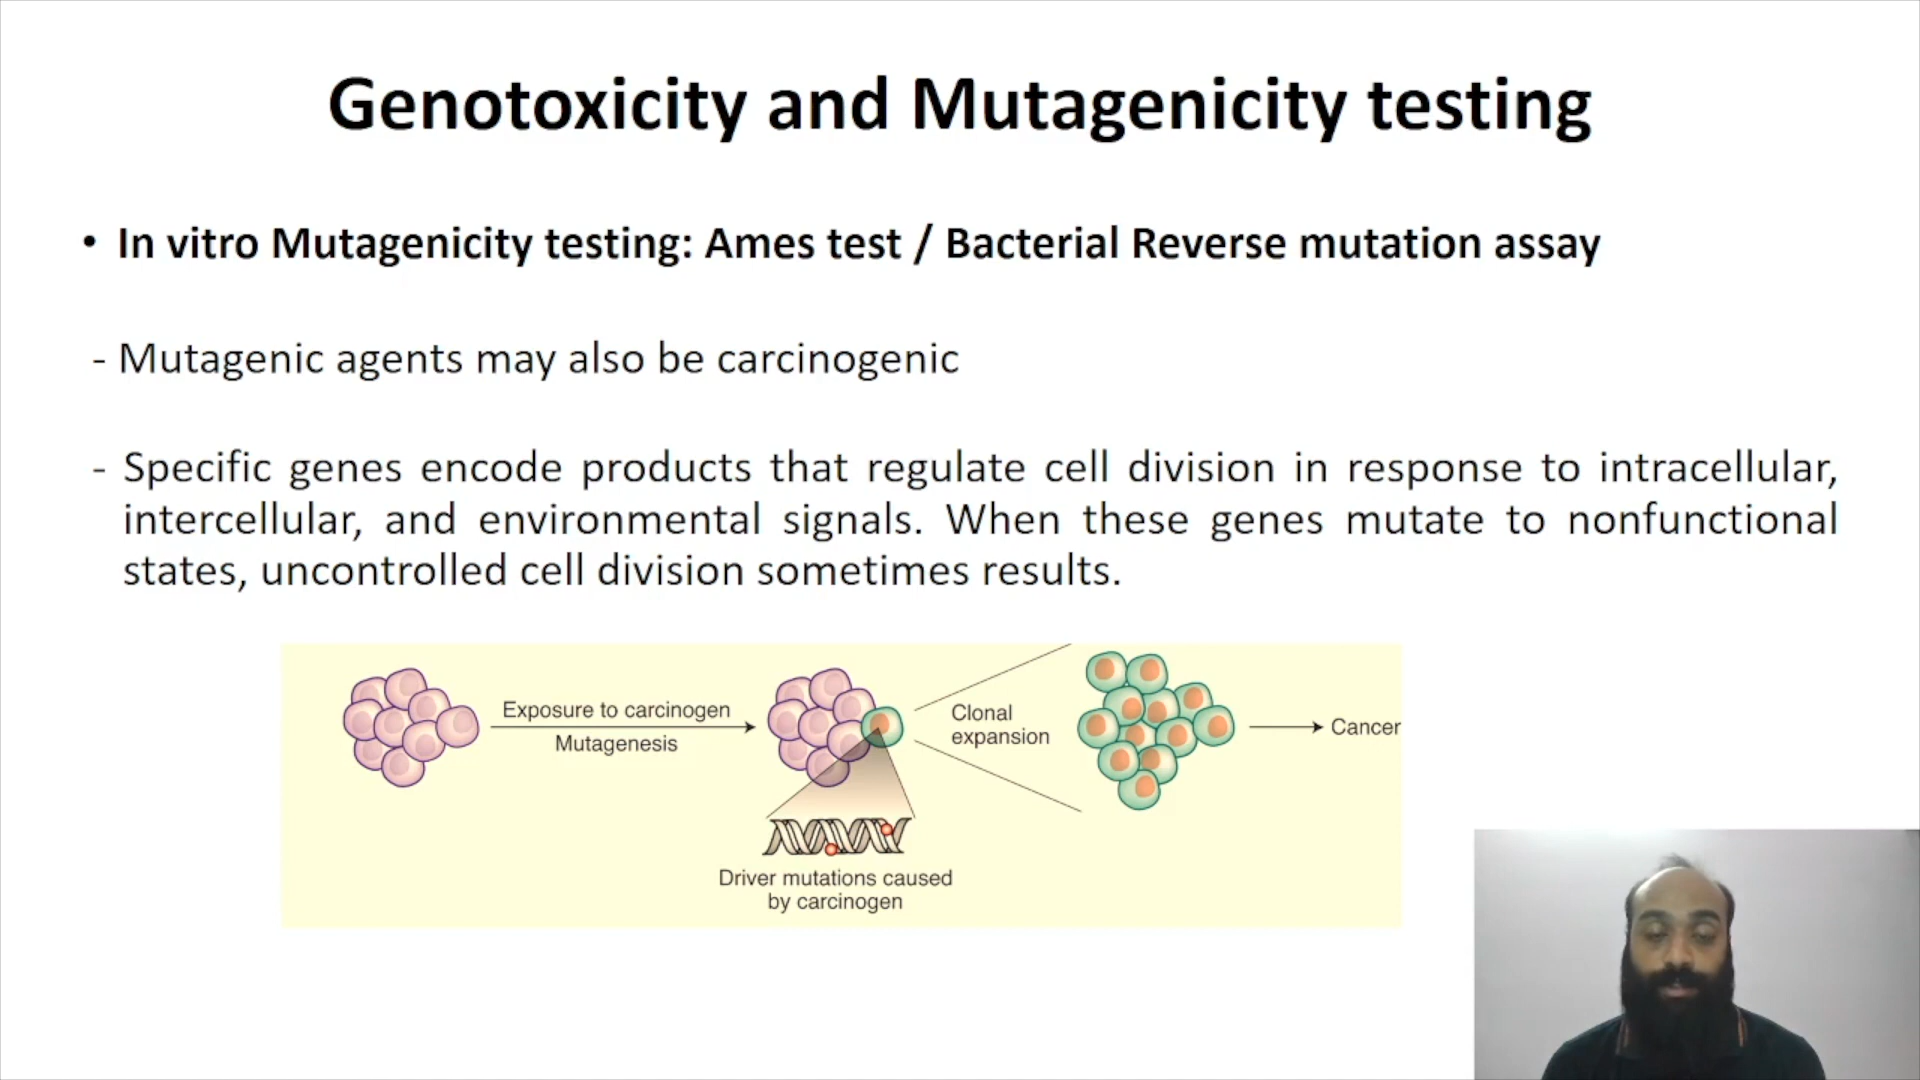 Genotoxicity and Mutagenicity testing
• In vitro Mutagenicity testing: Ames test / Bacterial Reverse mutation assay
- Mutagenic agents may also be carcinogenic
- Specific genes encode products that regulate cell division in response to intracellular,
intercellular, and environmental signals. When these genes mutate to nonfunctional
states, uncontrolled cell division sometimes results.
Exposure to carcinogen
Mutagenesis
Clonal
expansion
Cancer
Driver mutations caused
by carcinogen